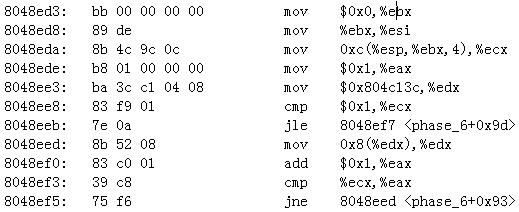 8048ed3: bb 00 00 00 00 mov $0x0,%ebx
8048ed8: 89 de mov %ebx,%esi
8048eda: 8b 4c 9c 0c mov 0xc(%esp,%ebx,4),%ecx
8048ede: b8 01 00 00 00 mov $0x1,%eax
8048ee3: ba 3c c1 04 08 mov $0x804c13c,%edx
8048ee8: 83 f9 01 cmp $0x1,%ecx
8048eeb: 7e 0a jle 8048ef7 <phase_6+0x9d>
8048eed: 8b 52 08 mov 0x8(%edx),%edx
8048ef0: 83 c0 01 add $0x1,%eax
8048ef3: 39 c8 cmp %ecx,%eax
8048ef5: 75 f6 jne 8048eed <phase_6+0x93>